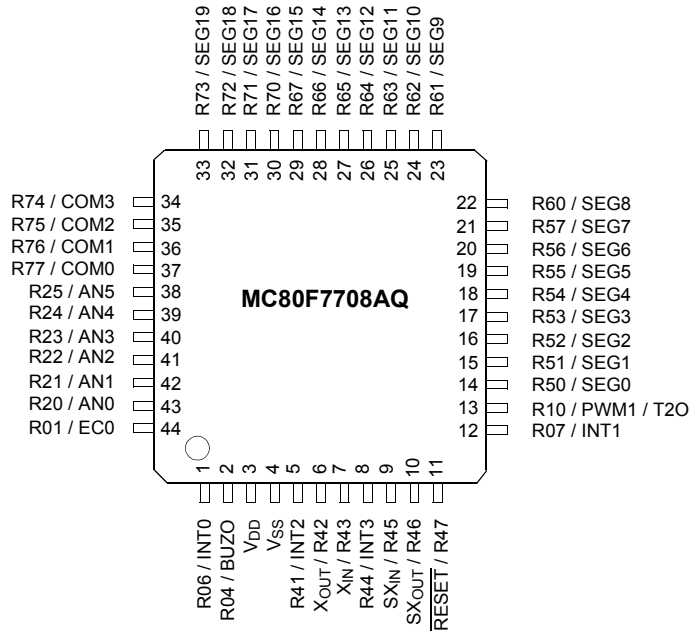 R73 / SEG19
R72 / SEG18
R71 / SEG17
R70 / SEG16
R67 / SEG15
R66 / SEG14
R65 / SEG13
R64 / SEG12
R63 / SEG11
R62 / SEG10
R61 / SEG9
33
32
31
30
29
28
27
26
25
24
23
R74 / COM3
34
R75 / COM2
35
R76 / COM1
36
R77 / COM0
37
R25 / AN5
38
R24 / AN4
39
R23 / AN3
40
R22 / AN2
41
R21 / AN1
42
R20 / AN0
43
R01 / EC0
44
MC80F7708AQ
22
R60 / SEG8
21
R57 / SEG7
20
R56 / SEG6
19
R55 / SEG5
18
R54 / SEG4
17
R53 / SEG3
16
R52 / SEG2
15
R51 / SEG1
14
R50 / SEG0
13
R10 / PWM1 / T2O
12
R07 / INT1
1
2
3
4
5
6
7
8
9
10
11
R06 / INT0
R04 / BUZO
VDD
VSS
R41 / INT2
XOUT / R42
XIN / R43
R44 / INT3
SXIN / R45
SXOUT / R46
RESET / R47